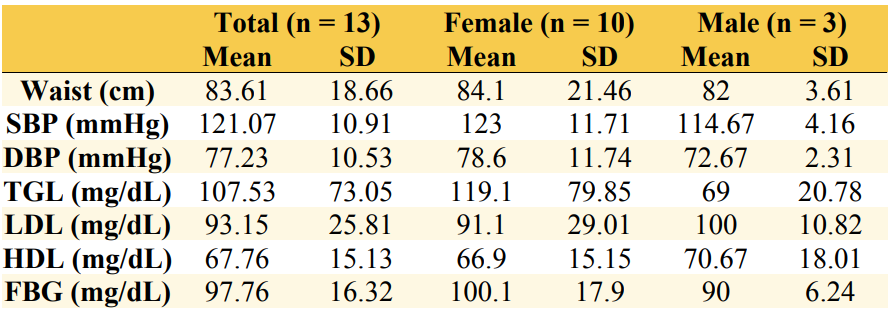 Total (n = 13) Female (n = 10) Male (n = 3)
Mean SD Mean SD Mean SD
Waist (cm) 83.61 18.66 84.1 21.46 82 3.61
SBP (mmHg) 121.07 10.91 123 11.71 114.67 4.16
DBP (mmHg) 77.23 10.53 78.6 11.74 72.67 2.31
TGL (mg/dL) 107.53 73.05 119.1 79.85 69 20.78
LDL (mg/dL) 93.15 25.81 91.1 29.01 100 10.82
HDL (mg/dL) 67.76 15.13 66.9 15.15 70.67 18.01
FBG (mg/dL) 97.76 16.32 100.1 17.9 90 6.24